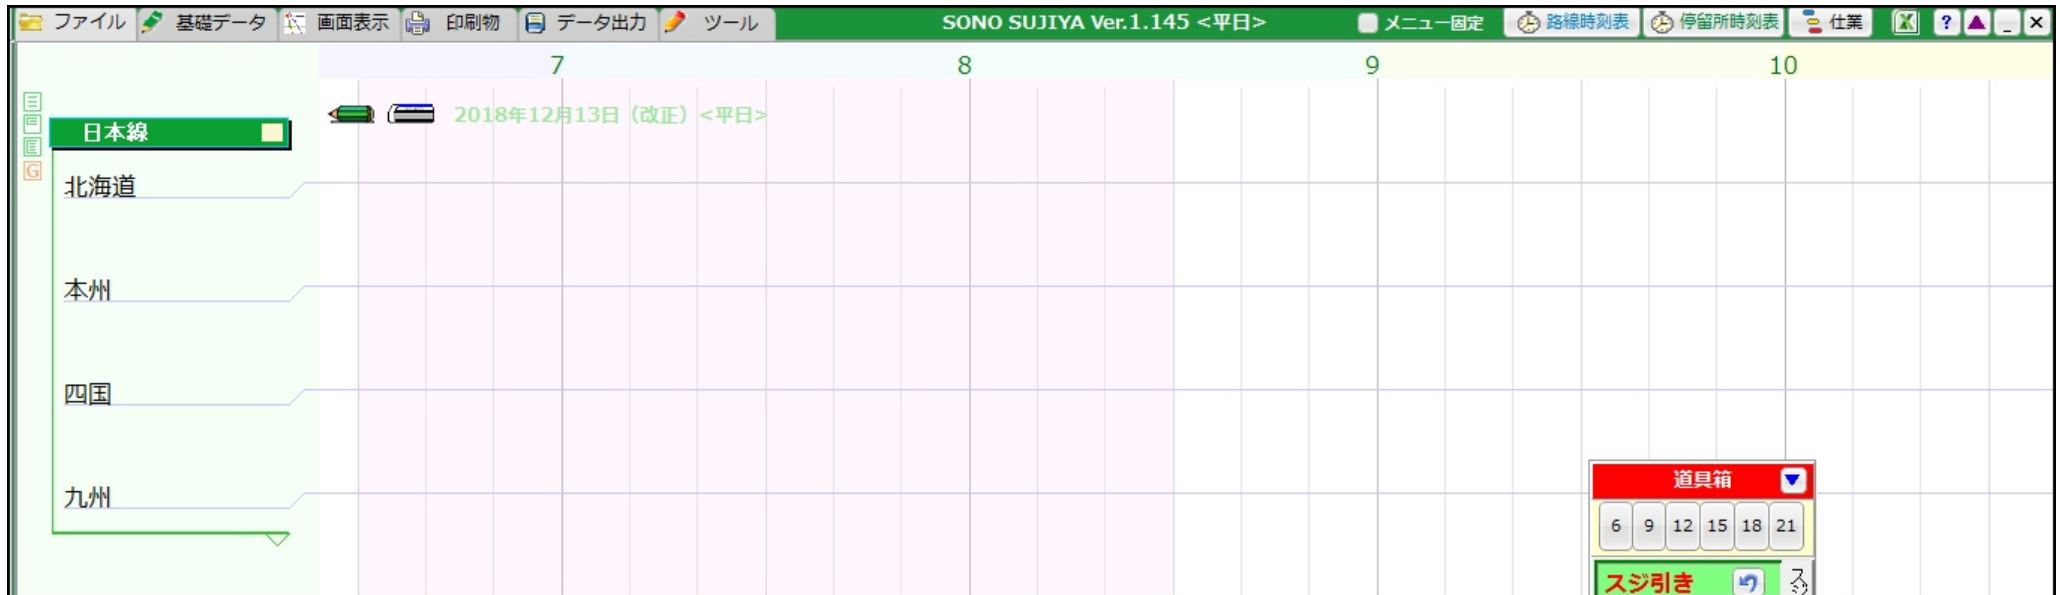 ファイル 基礎データ 画面表示 印刷物 データ出力 ツール SONO SUJIYA Ver.1.145 <平日> メニュー固定 路線時刻表 停留所時刻表 仕業 ?
7 8 9 10
2018年12月13日（改正）<平日>
日本線
G
北海道
本州
四国
九州
道具箱
6 9 12 15 18 21
スジ引き